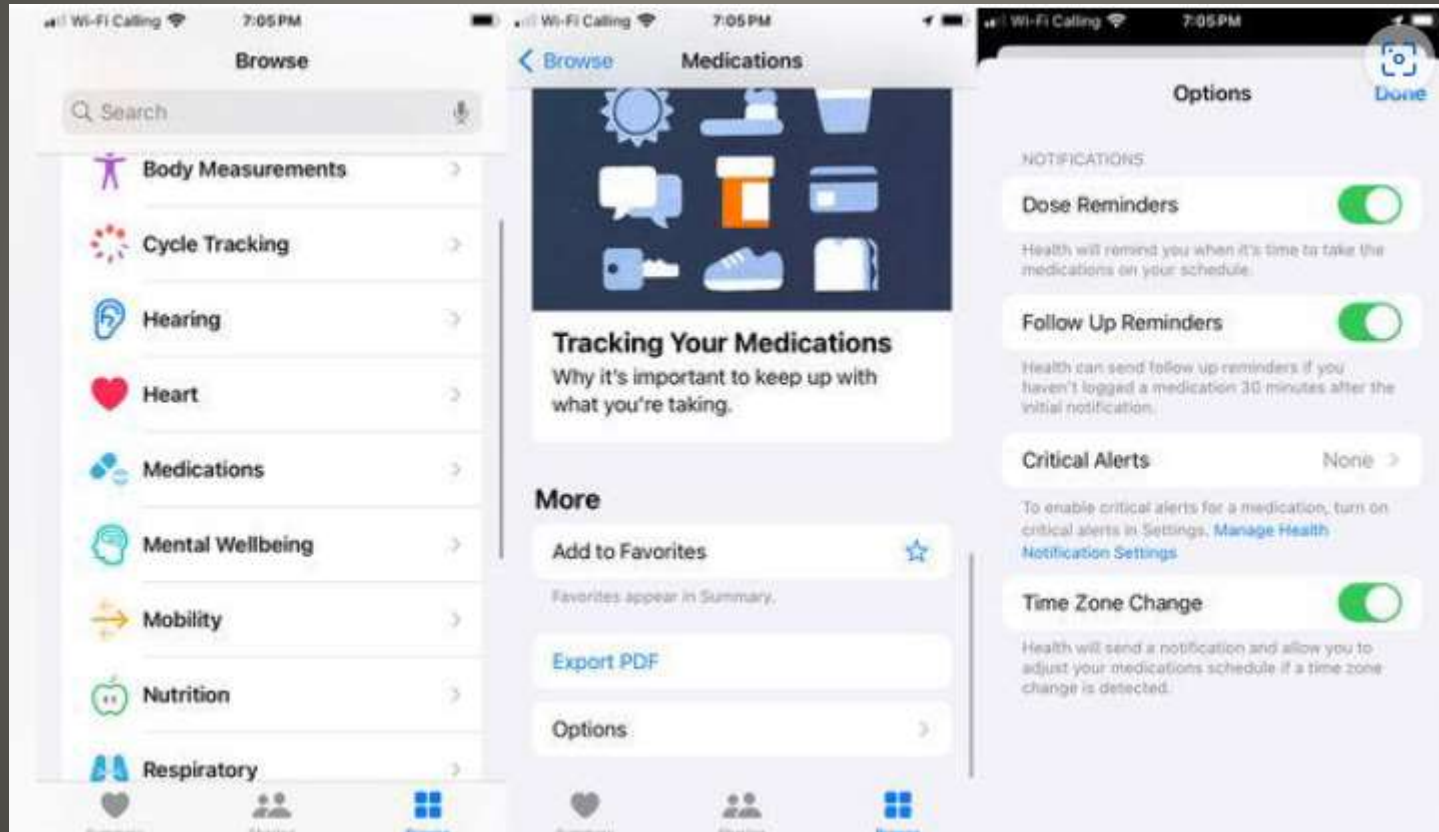 Wi-Fi Calling 7:05 PM
Browse
Search
Body Measurements
Cycle Tracking
Hearing
Heart
Medications
Mental Wellbeing
Mobility
Nutrition
Respiratory
Summary
Sharing
Browse
Wi-Fi Calling 7:05 PM
Browse Medications
Tracking Your Medications
Why it's important to keep up with
what you're taking.
More
Add to Favorites
Favorites appear in Summary.
Export PDF
Options
Summary
Sharing
Browse
Wi-Fi Calling 7:05 PM
Options Done
NOTIFICATIONS
Dose Reminders
Health will remind you when it's time to take the
medications on your schedule.
Follow Up Reminders
Health can send follow up reminders if you
haven't logged a medication 30 minutes after the
initial notification.
Critical Alerts None
To enable critical alerts for a medication, turn on
critical alerts in Settings. Manage Health
Notification Settings
Time Zone Change
Health will send a notification and allow you to
adjust your medications schedule if a time zone
change is detected.